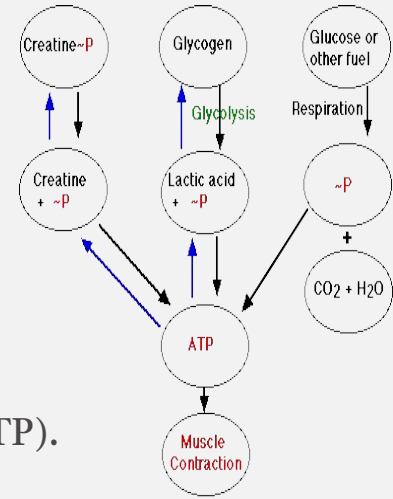 Creatine~P
Glycogen
Glucose or
other fuel
Glycolysis
Respiration
Creatine
+ ~P
Lactic acid
+ ~P
~P
+
CO2 + H2O
ATP
TP).
Muscle
Contraction